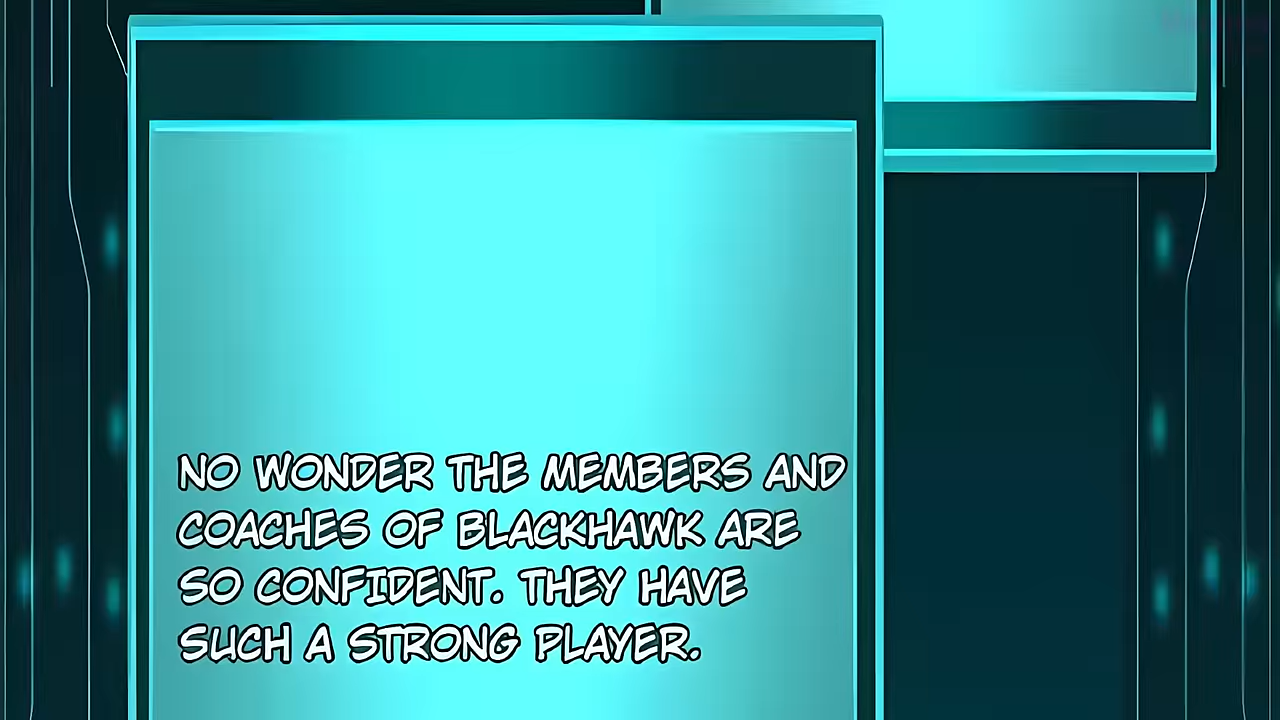 NO WONDER THE MEMBERS AND
COACHES OF BLACKHAWK ARE
SO CONFIDENT. THEY HAVE
SUCH A STRONG PLAYER.